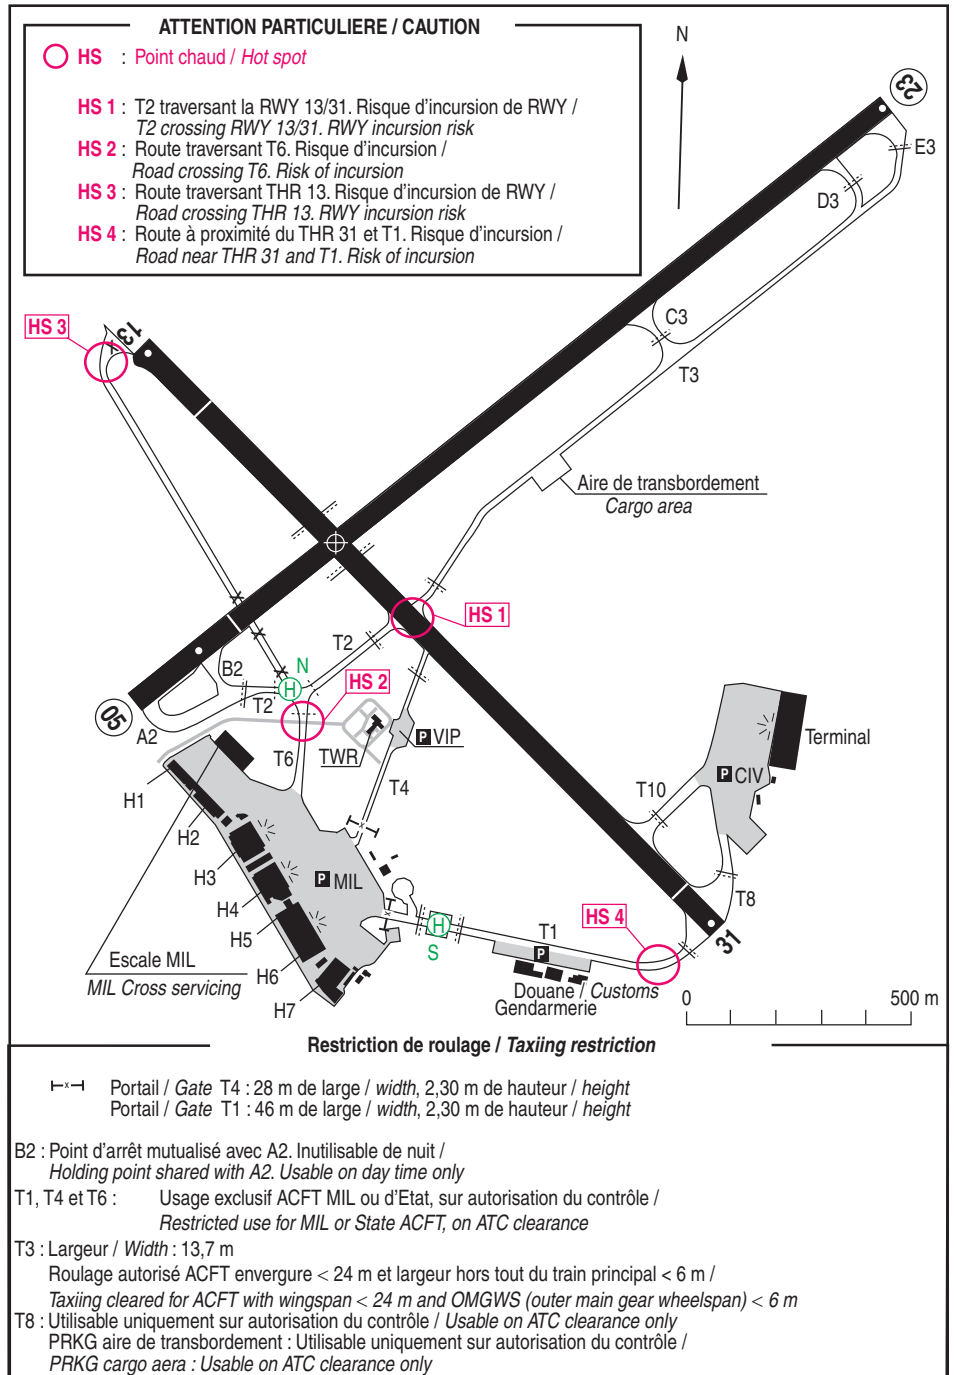 ATTENTION PARTICULIERE / CAUTION
HS : Point chaud / Hot spot
HS 1 : T2 traversant la RWY 13/31. Risque d'incursion de RWY /
T2 crossing RWY 13/31. RWY incursion risk
HS 2 : Route traversant T6. Risque d'incursion /
Road crossing T6. Risk of incursion
HS 3 : Route traversant THR 13. Risque d'incursion de RWY /
Road crossing THR 13. RWY incursion risk
HS 4 : Route à proximité du THR 31 et T1. Risque d'incursion /
Road near THR 31 and T1. Risk of incursion
N
23
E3
D3
C3
T3
HS 3
13
Aire de transbordement
Cargo area
HS 1
T2
B2
N
H
HS 2
T2
05
A2
T6
TWR
P VIP
T4
Terminal
P CIV
T10
T8
H1
H2
H3
H4
H5
H6
H7
P MIL
Escale MIL
MIL Cross servicing
H
S
T1
HS 4
31
P
Douane / Customs
Gendarmerie
0 500 m
Restriction de roulage / Taxiing restriction
x Portail / Gate T4 : 28 m de large / width, 2,30 m de hauteur / height
Portail / Gate T1 : 46 m de large / width, 2,30 m de hauteur / height
B2 : Point d'arrêt mutualisé avec A2. Inutilisable de nuit /
Holding point shared with A2. Usable on day time only
T1, T4 et T6 : Usage exclusif ACFT MIL ou d'Etat, sur autorisation du contrôle /
Restricted use for MIL or State ACFT, on ATC clearance
T3 : Largeur / Width : 13,7 m
Roulage autorisé ACFT envergure < 24 m et largeur hors tout du train principal < 6 m /
Taxiing cleared for ACFT with wingspan < 24 m and OMGWS (outer main gear wheelspan) < 6 m
T8 : Utilisable uniquement sur autorisation du contrôle / Usable on ATC clearance only
PRKG aire de transbordement : Utilisable uniquement sur autorisation du contrôle /
PRKG cargo aera : Usable on ATC clearance only